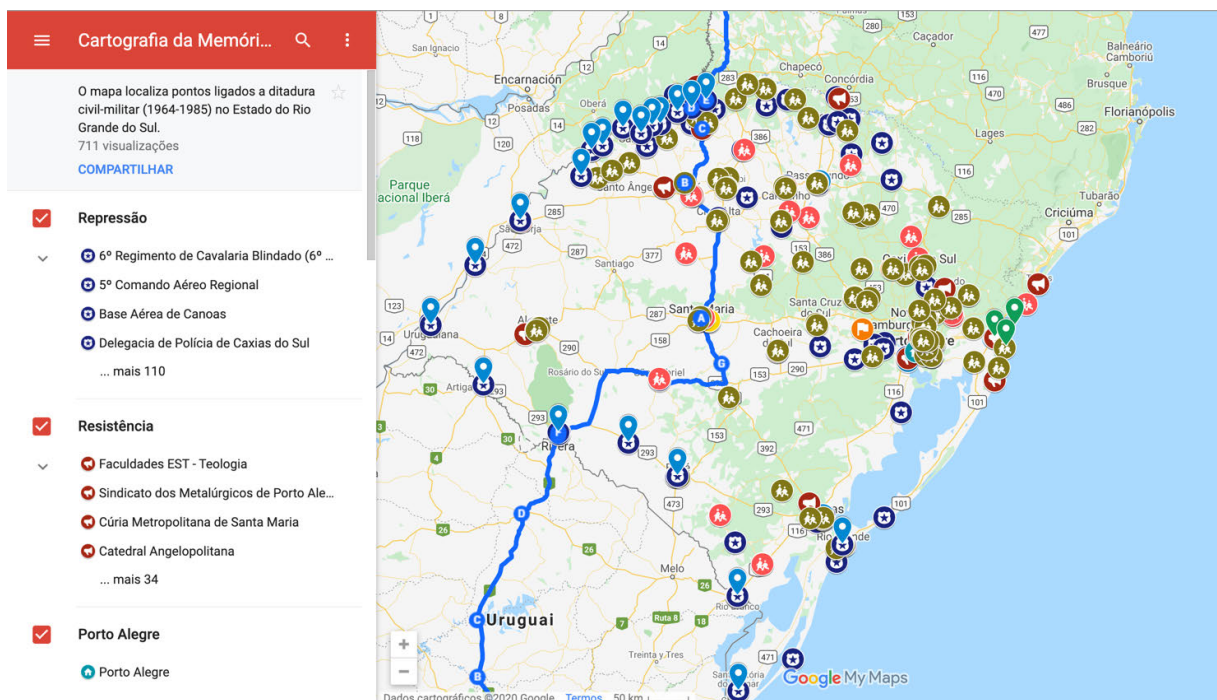 Cartografia da Memóri...
O mapa localiza pontos ligados a ditadura
civil-militar (1964-1985) no Estado do Rio
Grande do Sul.
711 visualizações
COMPARTILHAR
Repressão
6º Regimento de Cavalaria Blindado (6º ...
5º Comando Aéreo Regional
Base Aérea de Canoas
Delegacia de Polícia de Caxias do Sul
... mais 110
Resistência
Faculdades EST - Teologia
Sindicato dos Metalúrgicos de Porto Ale...
Cúria Metropolitana de Santa Maria
Catedral Angelopolitana
... mais 34
Porto Alegre
Porto Alegre
San Ignacio
Encarnación
Posadas
Oberá
Chapecó
Concórdia
Caçador
Balneário
Camboriú
Brusque
Florianópolis
Lages
Tubarão
Criciúma
Parque
Santo Ângelo
Santiago
Santa Maria
Santa Cruz
do Sul
Cachoeira
Rosário do Sul
Artigas
Rivera
Melo
Rio Branco
Uruguai
Treinta y Tres
Ruta 8
Google My Maps
Dados cartográficos ©2020 Google
Termos
50 km